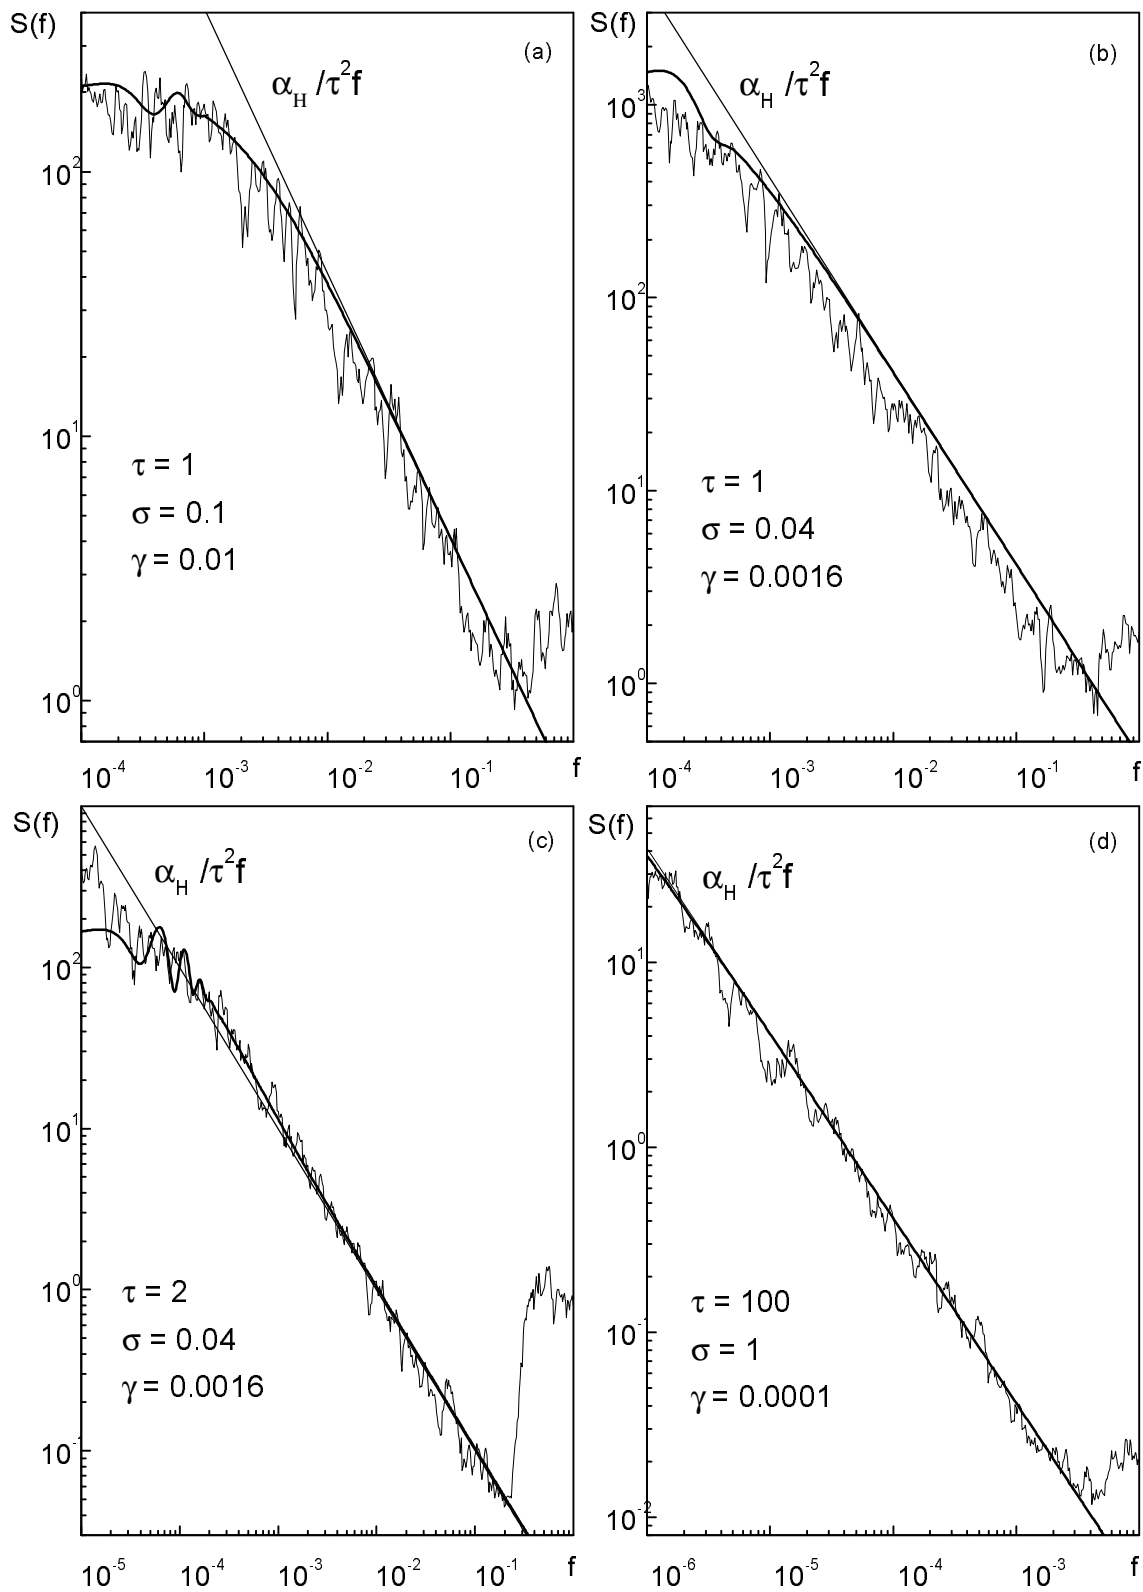 S(f)
(a)
α_H /τ²f
10²
10¹
10⁰
τ = 1
σ = 0.1
γ = 0.01
10⁻⁴ 10⁻³ 10⁻² 10⁻¹ f
S(f)
(b)
α_H /τ²f
10³
10²
10¹
10⁰
τ = 1
σ = 0.04
γ = 0.0016
10⁻⁴ 10⁻³ 10⁻² 10⁻¹ f
S(f)
(c)
α_H /τ²f
10²
10¹
10⁰
10⁻¹
τ = 2
σ = 0.04
γ = 0.0016
10⁻⁵ 10⁻⁴ 10⁻³ 10⁻² 10⁻¹ f
S(f)
(d)
α_H /τ²f
10¹
10⁰
10⁻¹
10⁻²
τ = 100
σ = 1
γ = 0.0001
10⁻⁶ 10⁻⁵ 10⁻⁴ 10⁻³ f